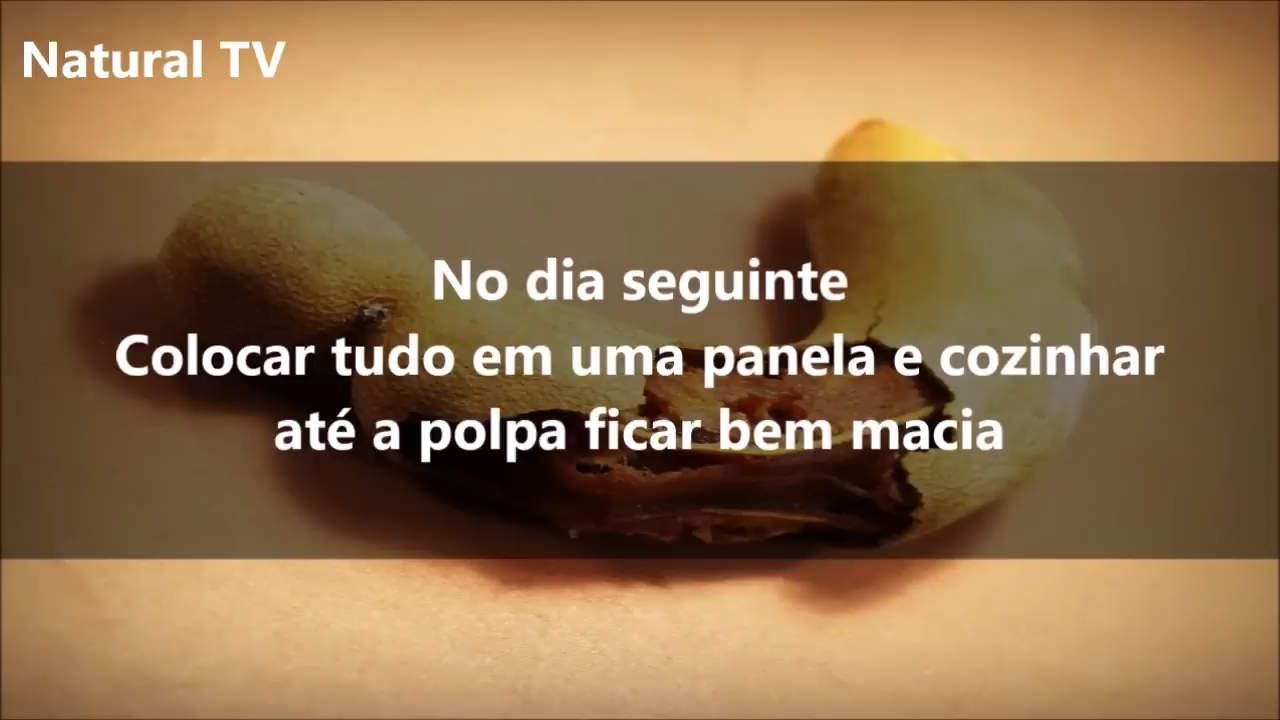 Natural TV
No dia seguinte
Colocar tudo em uma panela e cozinhar
até a polpa ficar bem macia